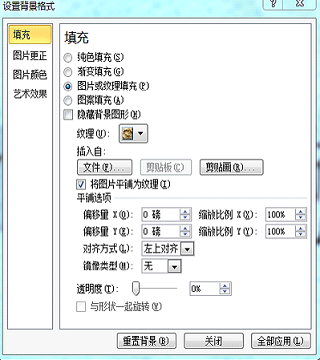 设置背景格式
填充
图片更正
图片颜色
艺术效果
填充
纯色填充(S)
渐变填充(G)
图片或纹理填充(P)
图案填充(A)
隐藏背景图形(H)
纹理(U):
插入自:
文件(F)... 剪贴板(C) 剪贴画(R)...
将图片平铺为纹理(I)
平铺选项
偏移量 X(O): 0 磅 缩放比例 X(X): 100%
偏移量 Y(E): 0 磅 缩放比例 Y(Y): 100%
对齐方式(L): 左上对齐
镜像类型(M): 无
透明度(T): 0%
与形状一起旋转(W)
重置背景(B) 关闭 全部应用(L)